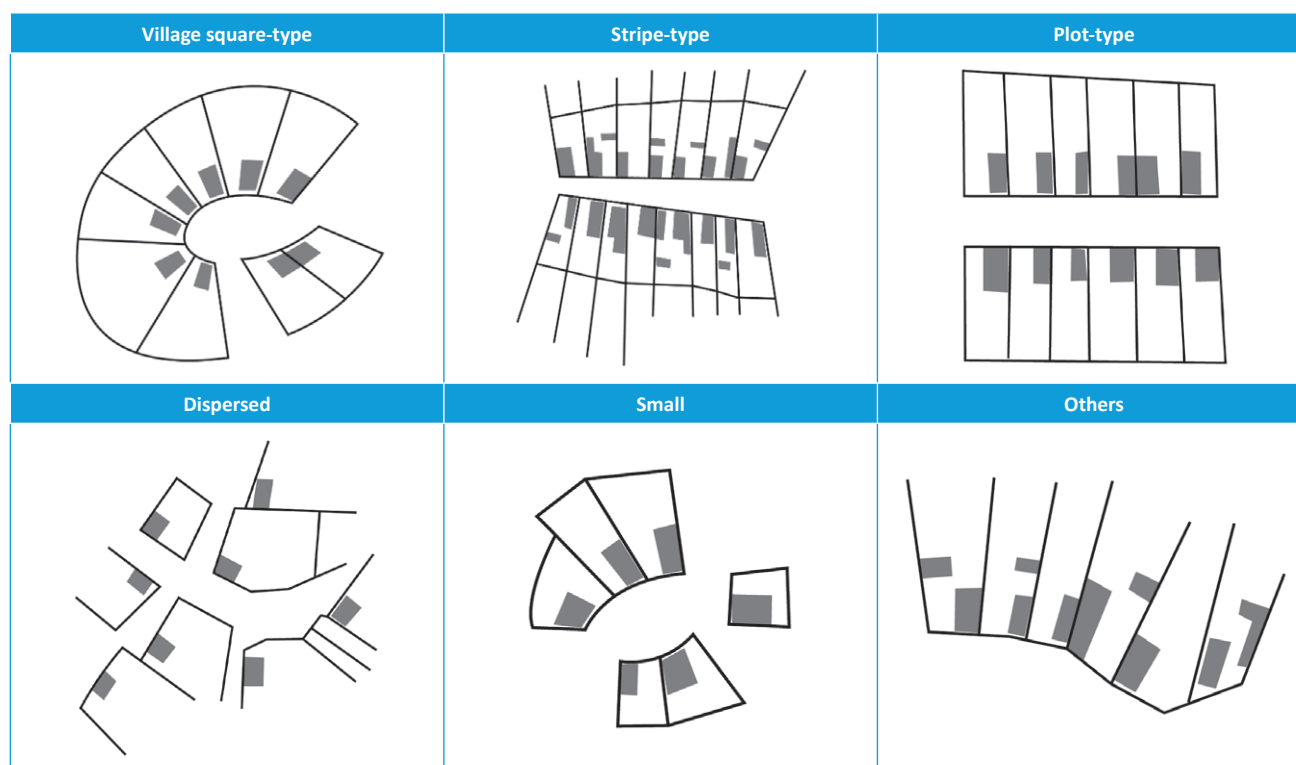 Village square-type
Stripe-type
Plot-type
Dispersed
Small
Others